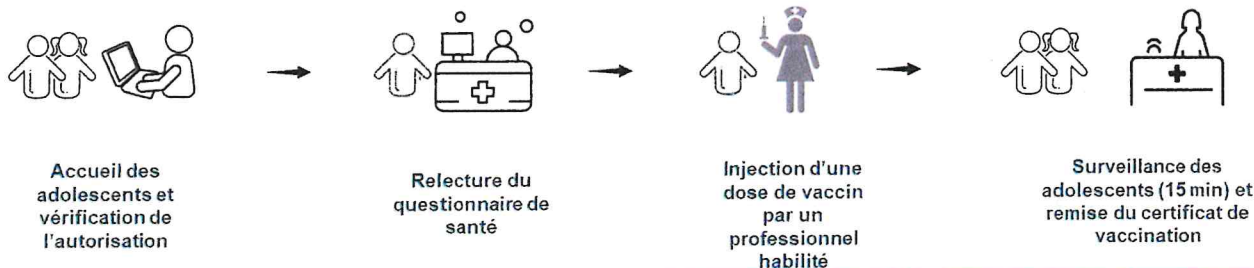 Accueil des
adolescents et
vérification de
l'autorisation
Relecture du
questionnaire de
santé
Injection d'une
dose de vaccin
par un
professionnel
habilité
Surveillance des
adolescents (15 min) et
remise du certificat de
vaccination